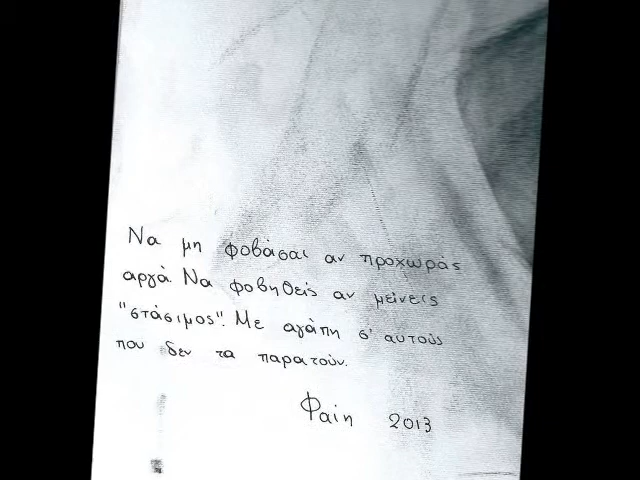 Να μη φοβάσαι αν προχωράς
αργά. Να φοβηθείς αν μείνεις
"στάσιμος". Με αγάπη σ' αυτούς
που δεν τα παρατούν.
Φαίη 2013